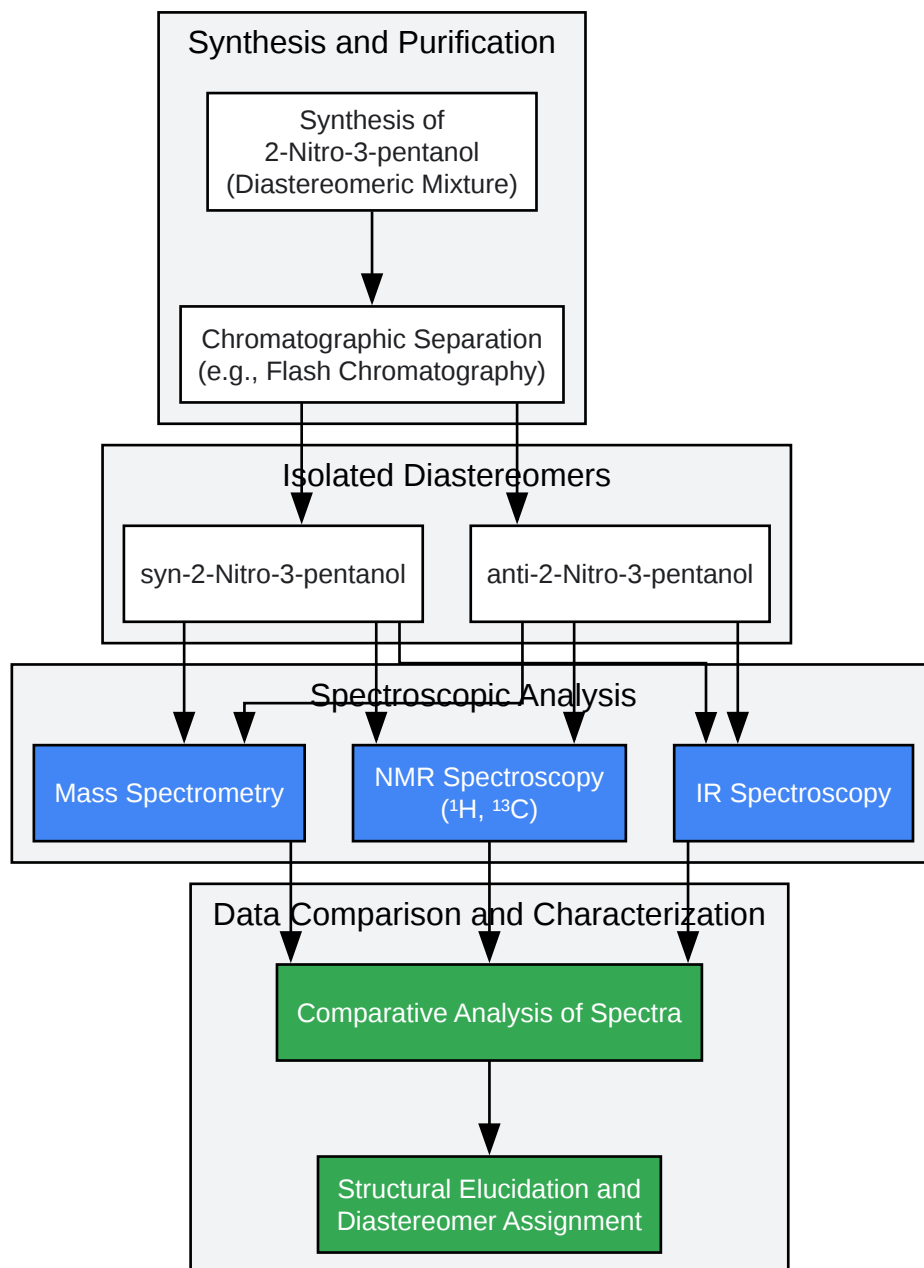 Synthesis and Purification
Synthesis of
2-Nitro-3-pentanol
(Diastereomeric Mixture)
Chromatographic Separation
(e.g., Flash Chromatography)
Isolated Diastereomers
syn-2-Nitro-3-pentanol
anti-2-Nitro-3-pentanol
Spectroscopic Analysis
Mass Spectrometry
NMR Spectroscopy
(¹H, ¹³C)
IR Spectroscopy
Data Comparison and Characterization
Comparative Analysis of Spectra
Structural Elucidation and
Diastereomer Assignment